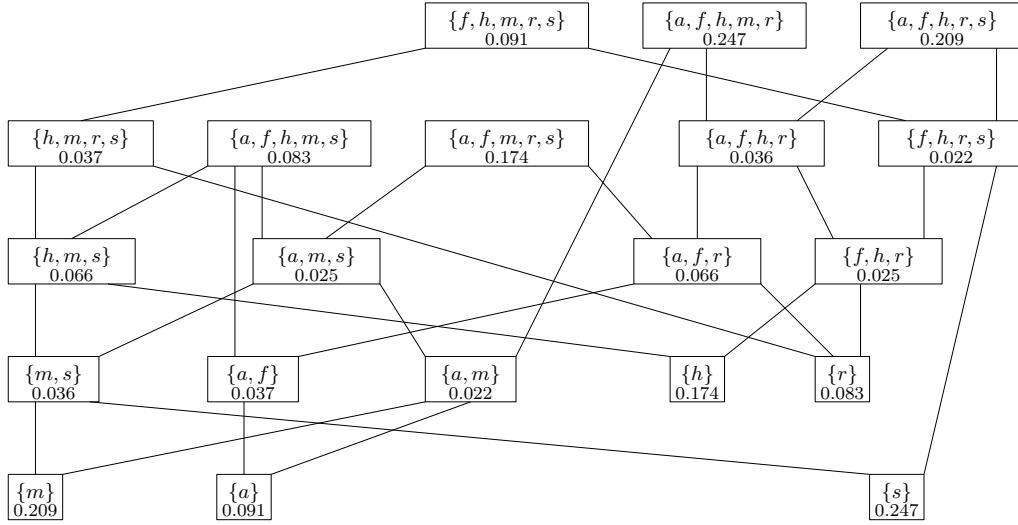 {f, h, m, r, s}
0.091
{a, f, h, m, r}
0.247
{a, f, h, r, s}
0.209
{h, m, r, s}
0.037
{a, f, h, m, s}
0.083
{a, f, m, r, s}
0.174
{a, f, h, r}
0.036
{f, h, r, s}
0.022
{h, m, s}
0.066
{a, m, s}
0.025
{a, f, r}
0.066
{f, h, r}
0.025
{m, s}
0.036
{a, f}
0.037
{a, m}
0.022
{h}
0.174
{r}
0.083
{m}
0.209
{a}
0.091
{s}
0.247